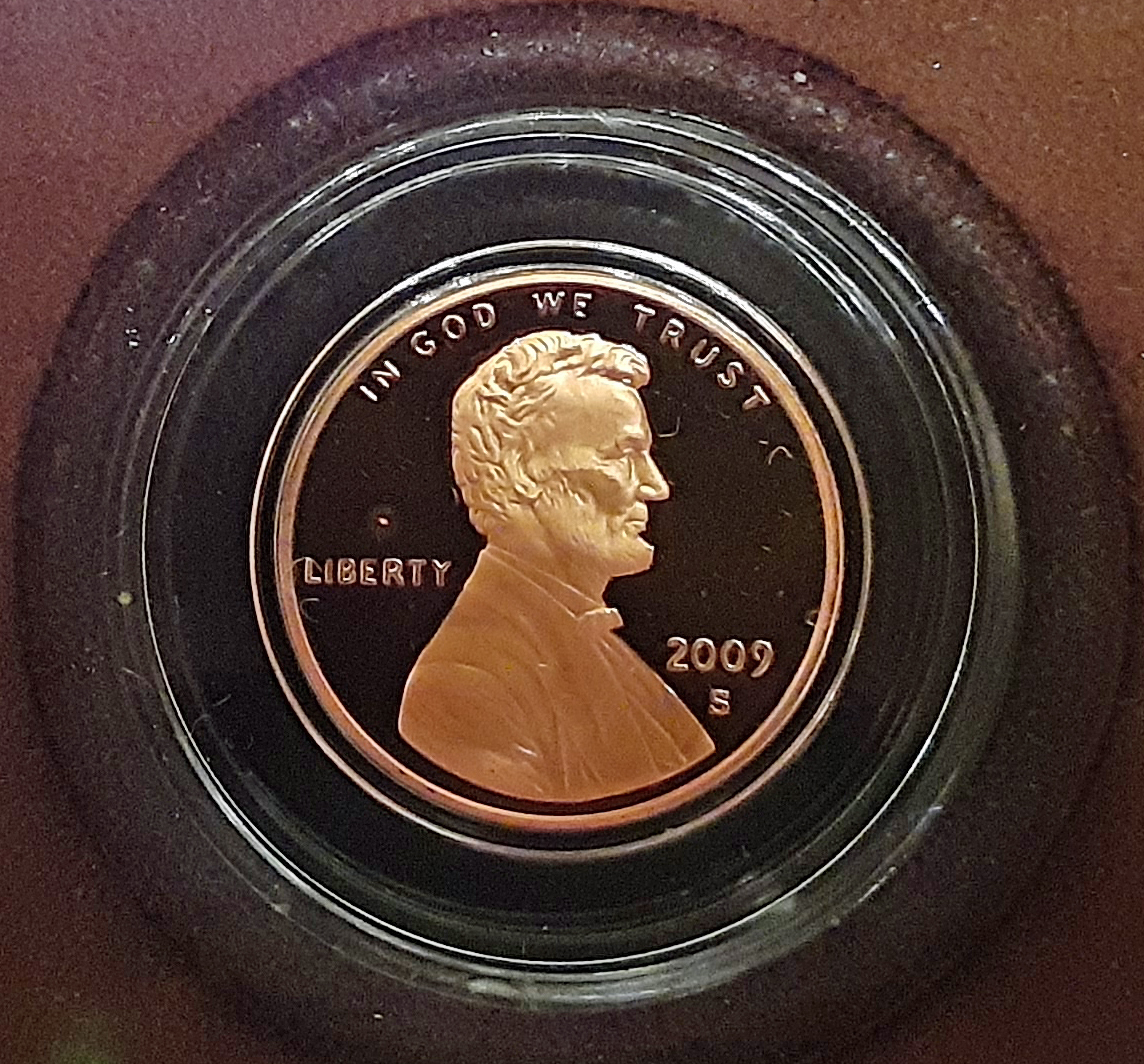 IN GOD WE TRUST
LIBERTY
2009
S